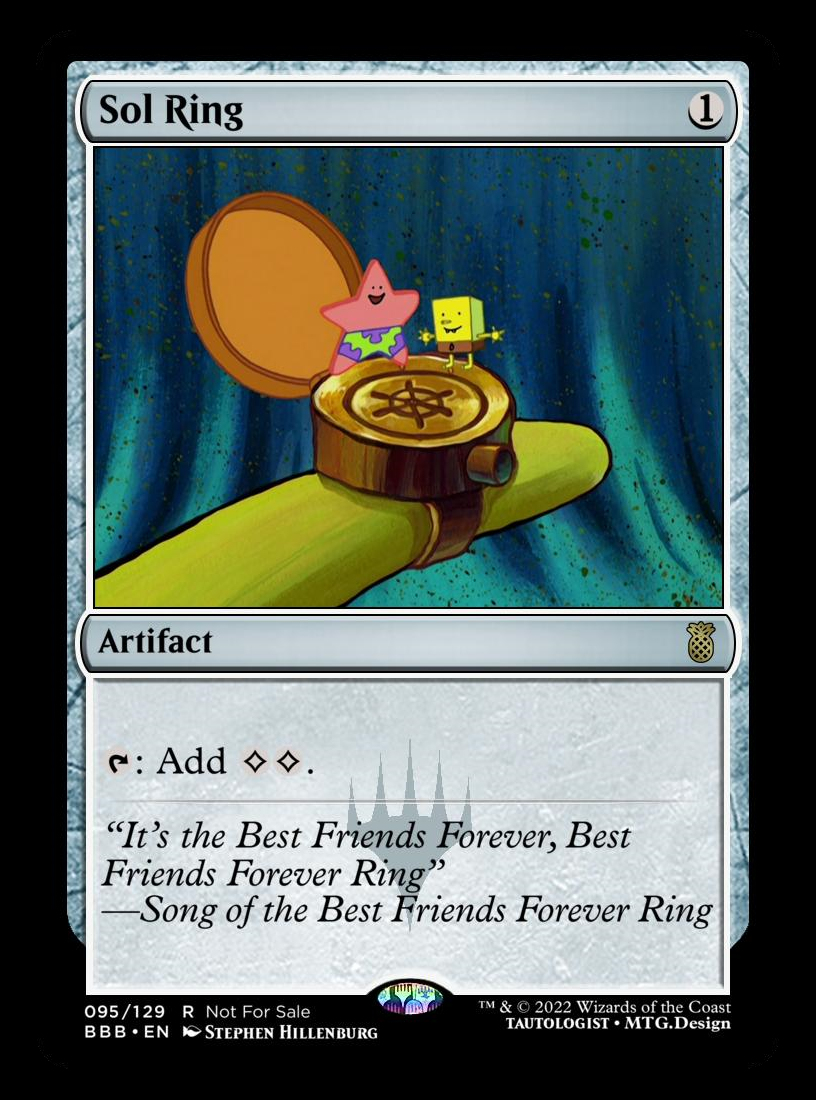 Sol Ring 1
Artifact
: Add .
“It’s the Best Friends Forever, Best
Friends Forever Ring”
—Song of the Best Friends Forever Ring
095/129 R Not For Sale
BBB • EN STEPHEN HILLENBURG
™ & © 2022 Wizards of the Coast
TAUTOLOGIST • MTG.Design